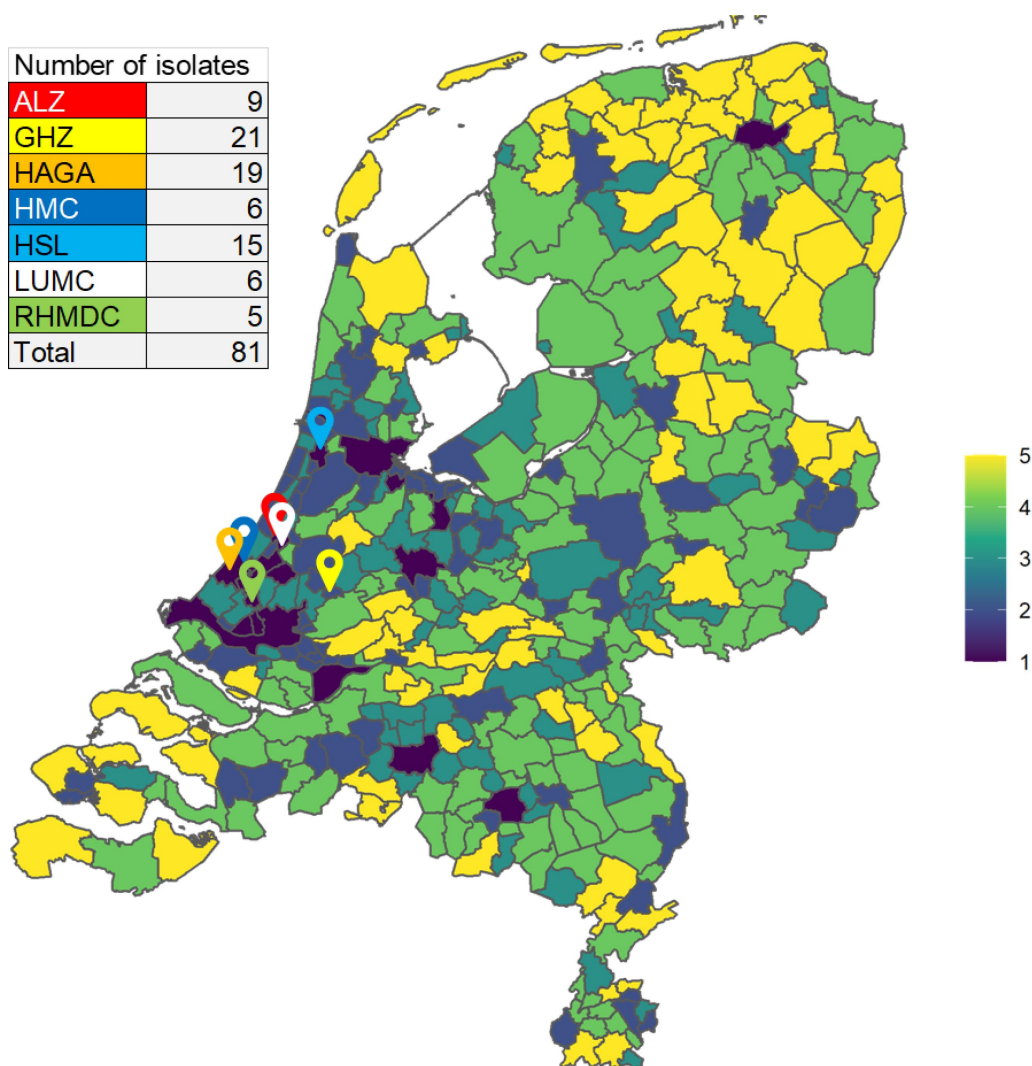 Number of isolates
ALZ 9
GHZ 21
HAGA 19
HMC 6
HSL 15
LUMC 6
RHMDC 5
Total 81
5
4
3
2
1